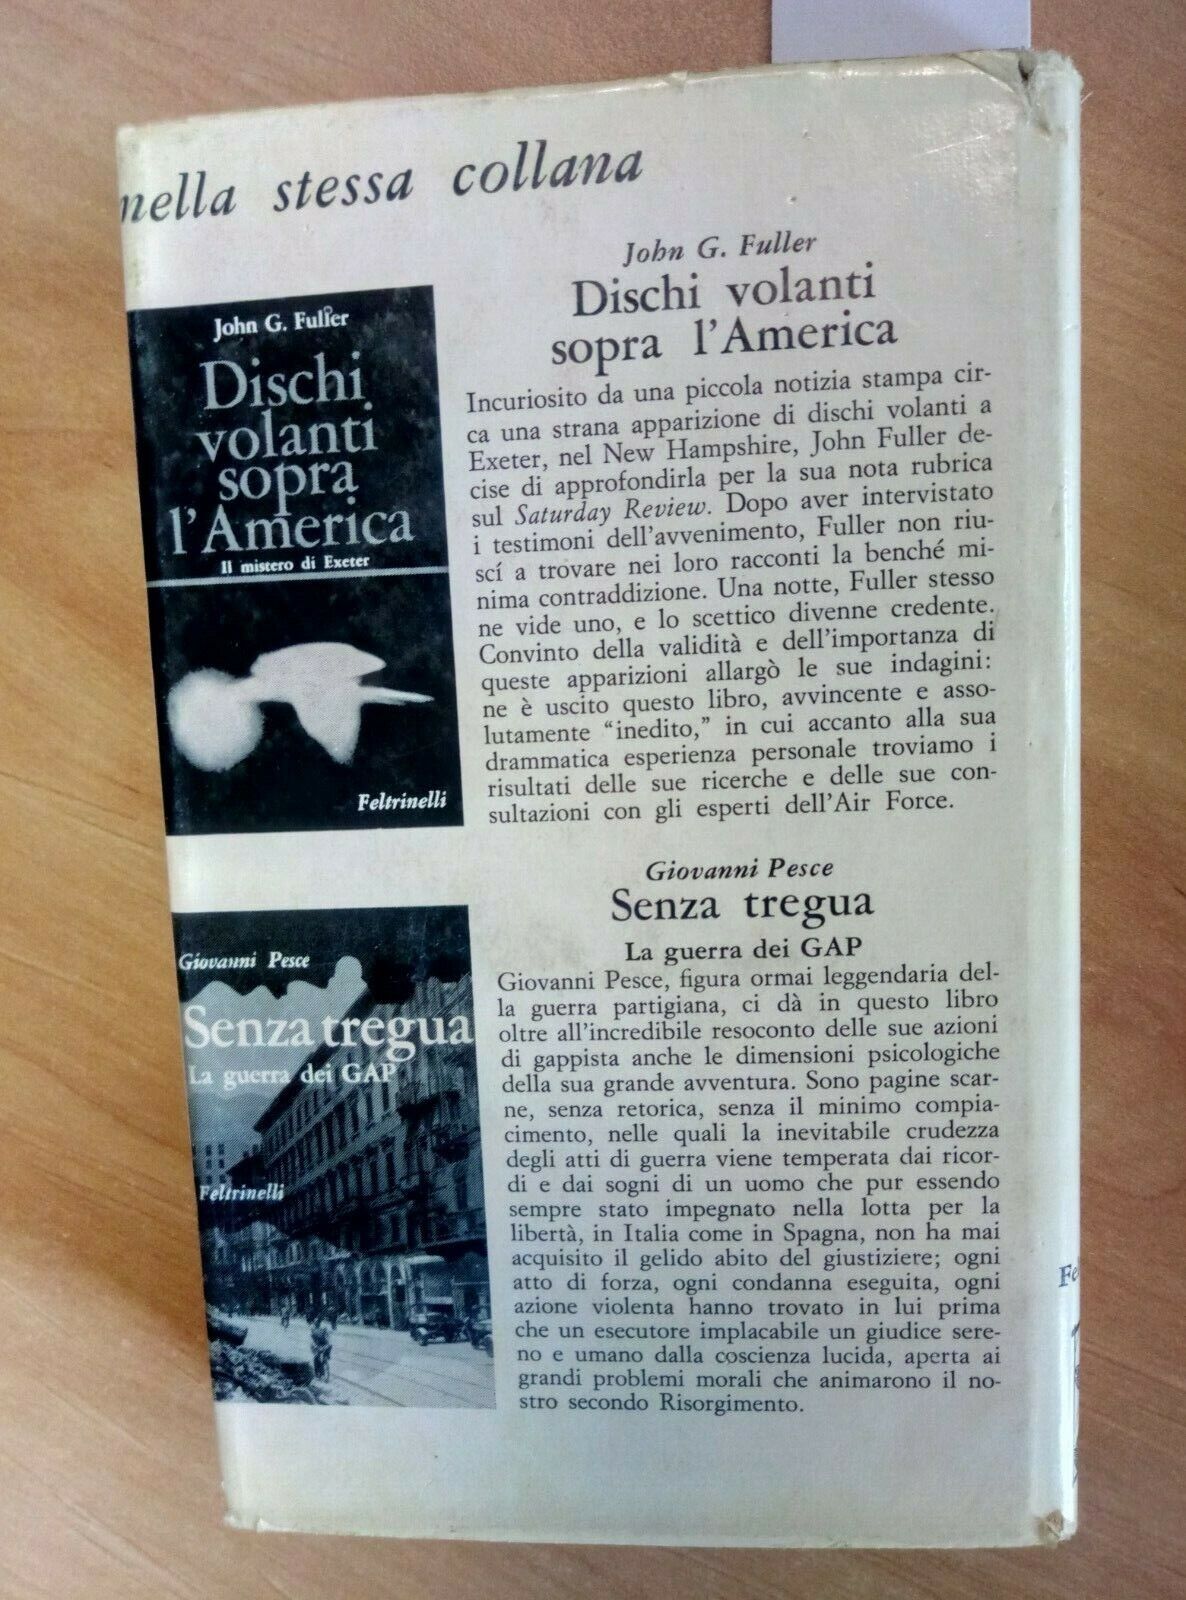 nella stessa collana
John G. Fuller
Dischi volanti
sopra l'America
Incuriosito da una piccola notizia stampa cir-
ca una strana apparizione di dischi volanti a
Exeter, nel New Hampshire, John Fuller de-
cise di approfondirla per la sua nota rubrica
sul Saturday Review. Dopo aver intervistato
i testimoni dell'avvenimento, Fuller non riu-
scí a trovare nei loro racconti la benché mi-
nima contraddizione. Una notte, Fuller stesso
ne vide uno, e lo scettico divenne credente.
Convinto della validità e dell'importanza di
queste apparizioni allargò le sue indagini:
ne è uscito questo libro, avvincente e asso-
lutamente "inedito," in cui accanto alla sua
drammatica esperienza personale troviamo i
risultati delle sue ricerche e delle sue con-
sultazioni con gli esperti dell'Air Force.
John G. Fuller
Dischi
volanti
sopra
l'America
Il mistero di Exeter
Feltrinelli
Giovanni Pesce
Senza tregua
La guerra dei GAP
Giovanni Pesce, figura ormai leggendaria del-
la guerra partigiana, ci dà in questo libro
oltre all'incredibile resoconto delle sue azioni
di gappista anche le dimensioni psicologiche
della sua grande avventura. Sono pagine scar-
ne, senza retorica, senza il minimo compia-
cimento, nelle quali la inevitabile crudezza
degli atti di guerra viene temperata dai ricor-
di e dai sogni di un uomo che pur essendo
sempre stato impegnato nella lotta per la
libertà, in Italia come in Spagna, non ha mai
acquisito il gelido abito del giustiziere; ogni
atto di forza, ogni condanna eseguita, ogni
azione violenta hanno trovato in lui prima
che un esecutore implacabile un giudice sere-
no e umano dalla coscienza lucida, aperta ai
grandi problemi morali che animarono il no-
stro secondo Risorgimento.
Giovanni Pesce
Senza tregua
La guerra dei GAP
Feltrinelli